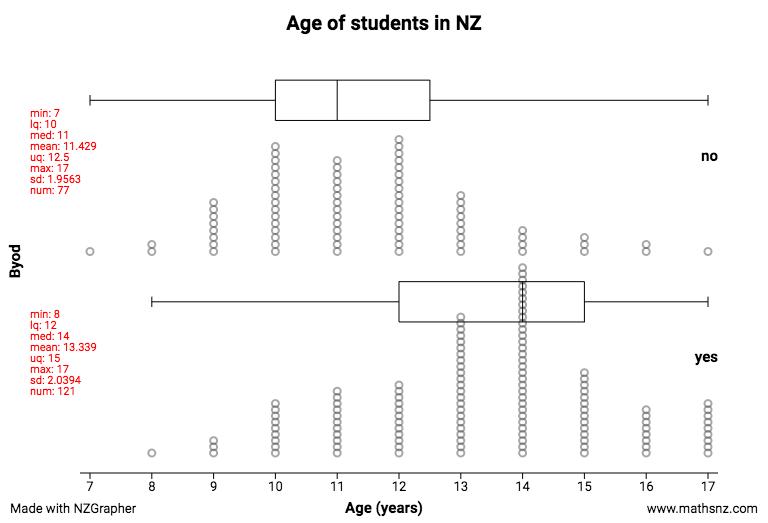 Age of students in NZ
min: 7
lq: 10
med: 11
mean: 11.429
uq: 12.5
max: 17
sd: 1.9563
num: 77
no
Byod
min: 8
lq: 12
med: 14
mean: 13.339
uq: 15
max: 17
sd: 2.0394
num: 121
yes
7 8 9 10 11 12 13 14 15 16 17
Made with NZGrapher
Age (years)
www.mathsnz.com